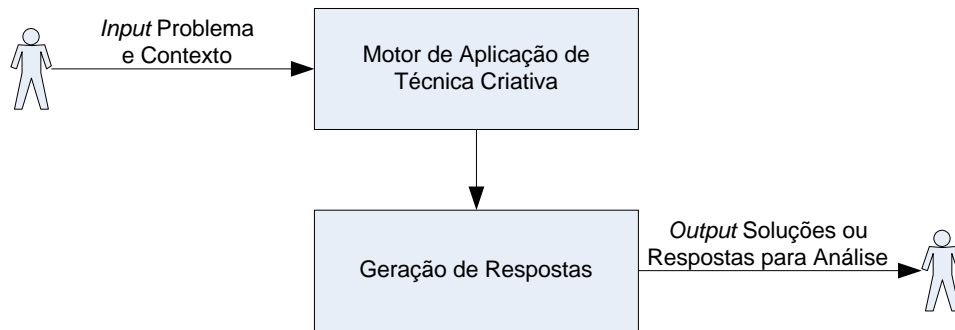 Input Problema
e Contexto
Motor de Aplicação de
Técnica Criativa
Geração de Respostas
Output Soluções ou
Respostas para Análise